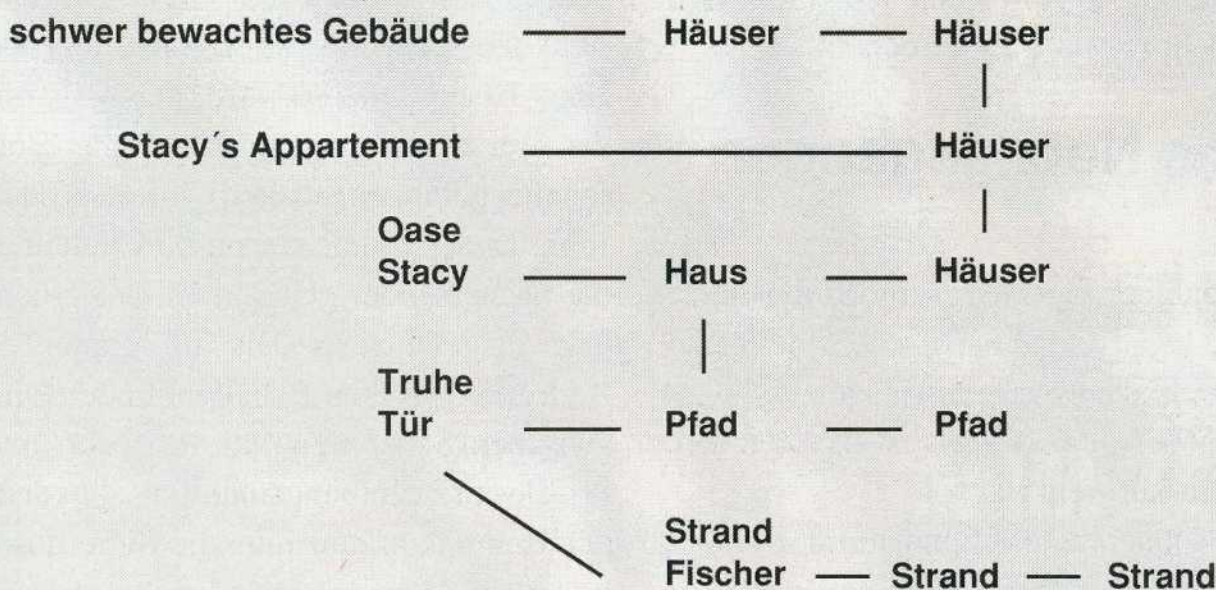 schwer bewachtes Gebäude Häuser Häuser
Stacy´s Appartement Häuser
Oase
Stacy Haus Häuser
Truhe
Tür Pfad Pfad
Strand
Fischer Strand Strand